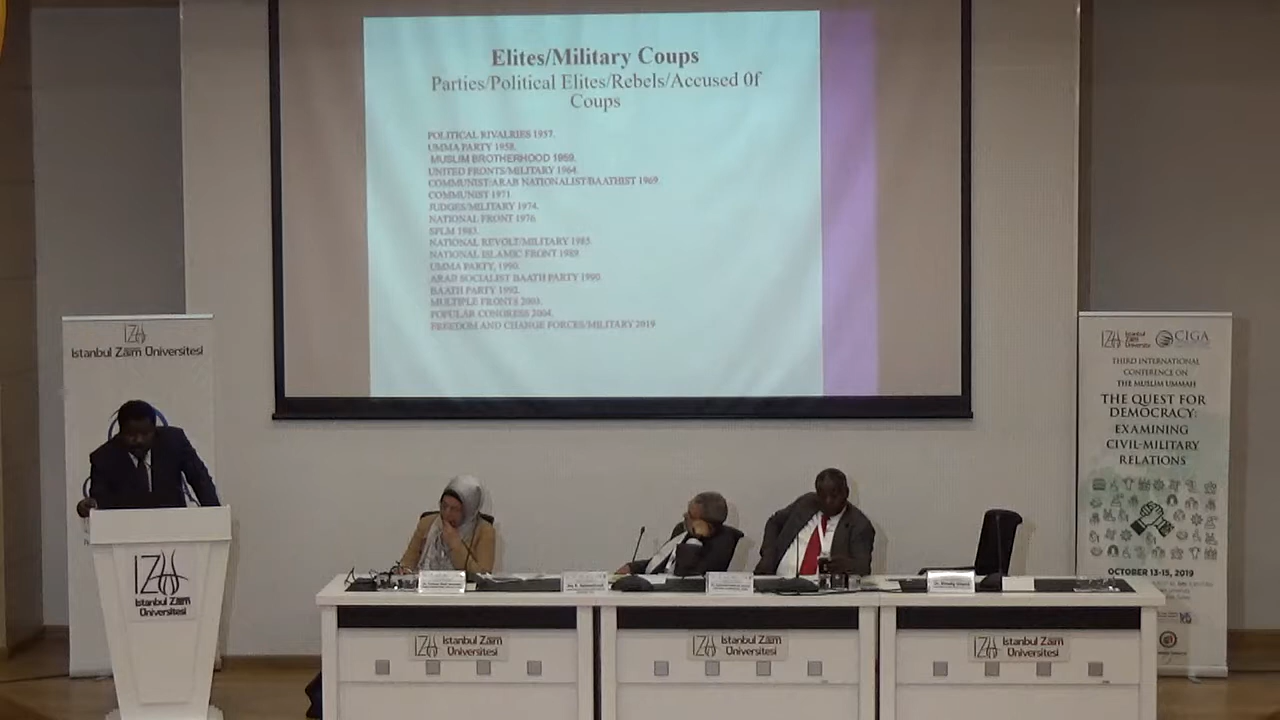 Elites/Military Coups
Parties/Political Elites/Rebels/Accused 0f
Coups
POLITICAL RIVALRIES 1957.
UMMA PARTY 1958.
MUSLIM BROTHERHOOD 1959.
UNITED FRONTS/MILITARY 1964.
COMMUNIST/ARAB NATIONALIST/BAATHIST 1969.
COMMUNIST 1971.
JUDGES/MILITARY 1974.
NATIONAL FRONT 1976.
SPLM 1983.
NATIONAL REVOLT/MILITARY 1985.
NATIONAL ISLAMIC FRONT 1989.
UMMA PARTY, 1990.
ARAB SOCIALIST BAATH PARTY 1990.
BAATH PARTY 1992.
MULTIPLE FRONTS 2003.
POPULAR CONGRESS 2004.
FREEDOM AND CHANGE FORCES/MILITARY 2019
İstanbul Zaim Üniversitesi
İstanbul Zaim
Üniversitesi
İstanbul Zaim
Üniversitesi
İstanbul Zaim
Üniversitesi
İstanbul Zaim
Üniversitesi
İstanbul
Zaim
CIGA
THIRD INTERNATIONAL
CONFERENCE ON
THE MUSLIM UMMAH
THE QUEST FOR
DEMOCRACY:
EXAMINING
CIVIL-MILITARY
RELATIONS
OCTOBER 13-15, 2019